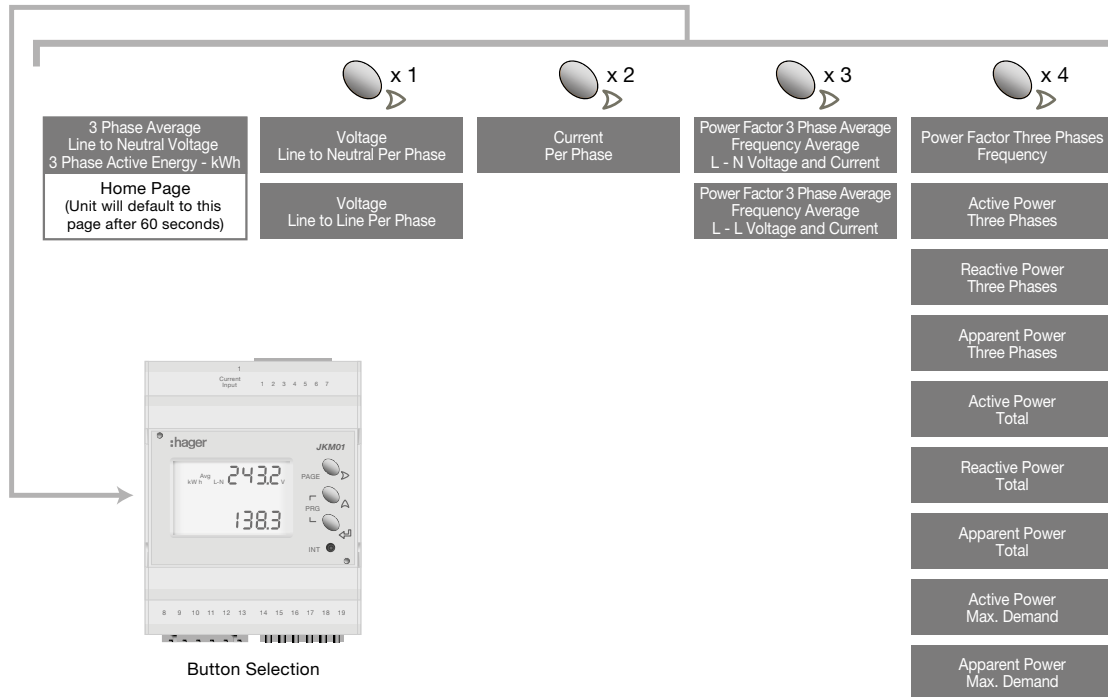 x 1
x 2
x 3
x 4
3 Phase Average
Line to Neutral Voltage
3 Phase Active Energy - kWh
Home Page
(Unit will default to this
page after 60 seconds)
Voltage
Line to Neutral Per Phase
Voltage
Line to Line Per Phase
Current
Per Phase
Power Factor 3 Phase Average
Frequency Average
L - N Voltage and Current
Power Factor 3 Phase Average
Frequency Average
L - L Voltage and Current
Power Factor Three Phases
Frequency
Active Power
Three Phases
Reactive Power
Three Phases
Apparent Power
Three Phases
Active Power
Total
Reactive Power
Total
Apparent Power
Total
Active Power
Max. Demand
Apparent Power
Max. Demand
1
Current
Input
1 2 3 4 5 6 7
:hager
JKM01
Avg.
kW h L-N 243.2 V
138.3
PAGE
PRG
INT
8 9 10 11 12 13 14 15 16 17 18 19
Button Selection